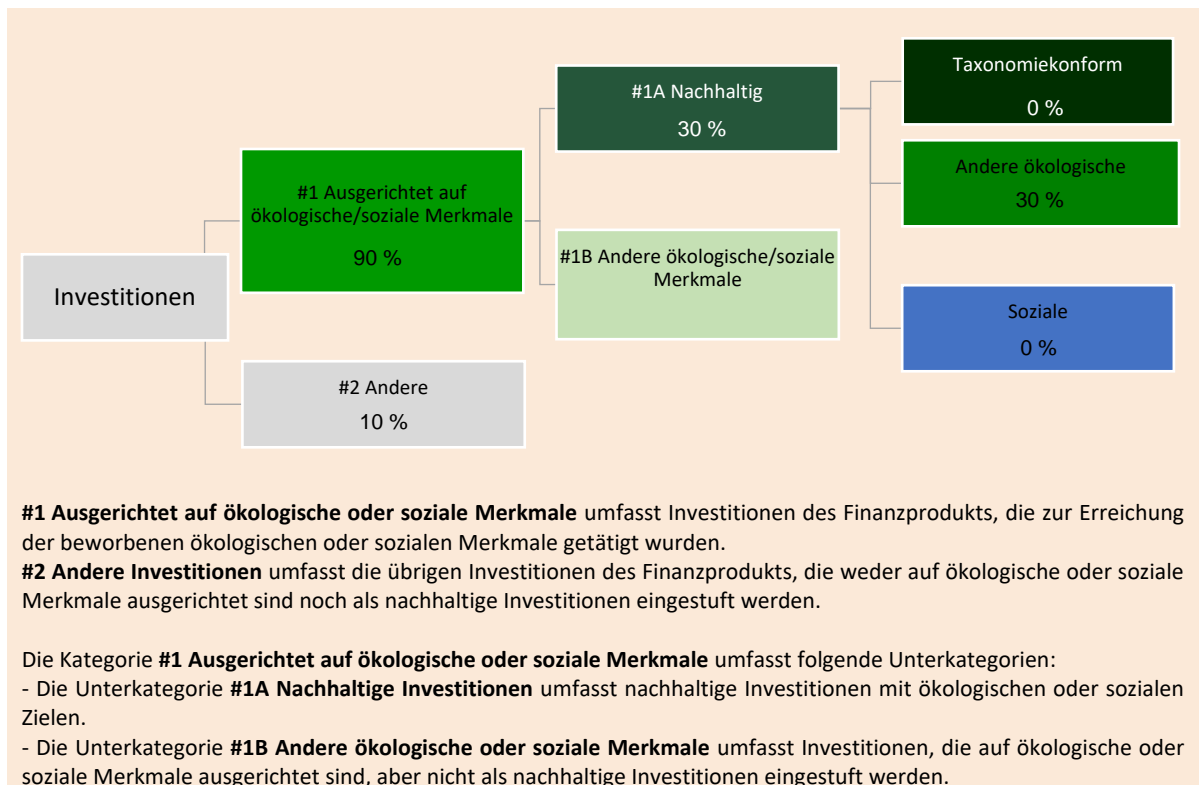 Investitionen
#1 Ausgerichtet auf
ökologische/soziale Merkmale
90 %
#2 Andere
10 %
#1A Nachhaltig
30 %
#1B Andere ökologische/soziale
Merkmale
Taxonomiekonform
0 %
Andere ökologische
30 %
Soziale
0 %
#1 Ausgerichtet auf ökologische oder soziale Merkmale umfasst Investitionen des Finanzprodukts, die zur Erreichung
der beworbenen ökologischen oder sozialen Merkmale getätigt wurden.
#2 Andere Investitionen umfasst die übrigen Investitionen des Finanzprodukts, die weder auf ökologische oder soziale
Merkmale ausgerichtet sind noch als nachhaltige Investitionen eingestuft werden.
Die Kategorie #1 Ausgerichtet auf ökologische oder soziale Merkmale umfasst folgende Unterkategorien:
- Die Unterkategorie #1A Nachhaltige Investitionen umfasst nachhaltige Investitionen mit ökologischen oder sozialen
Zielen.
- Die Unterkategorie #1B Andere ökologische oder soziale Merkmale umfasst Investitionen, die auf ökologische oder
soziale Merkmale ausgerichtet sind, aber nicht als nachhaltige Investitionen eingestuft werden.